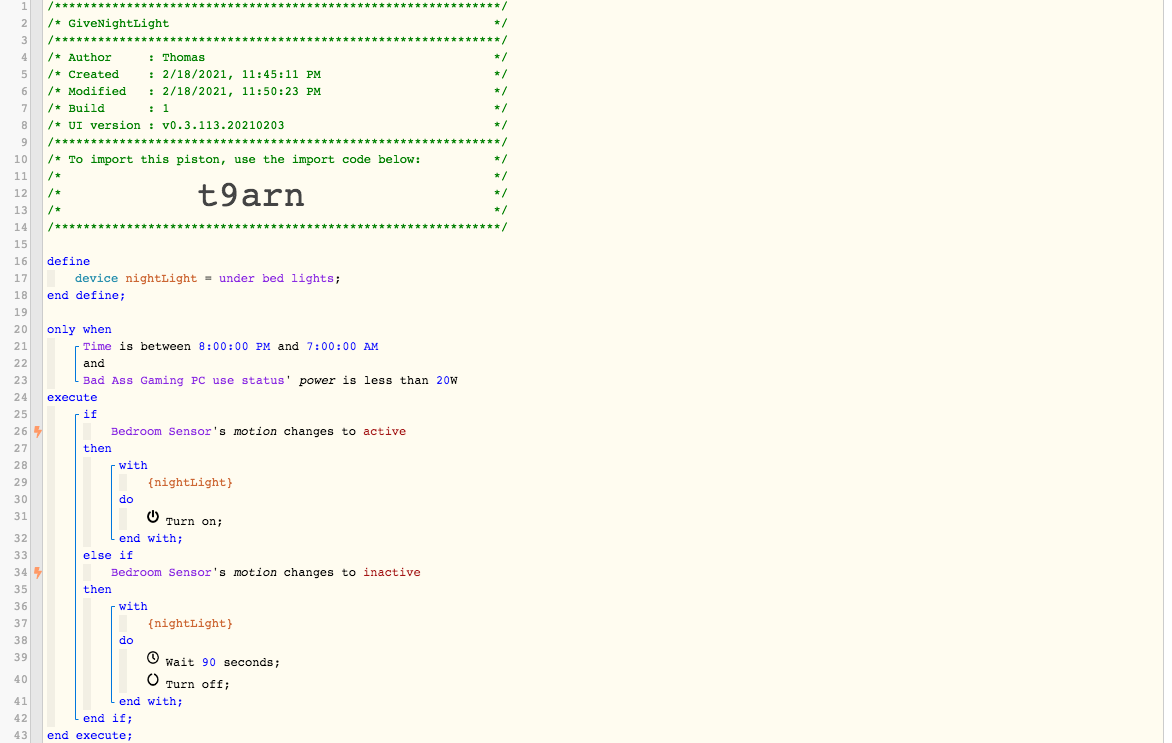 1 /**************************************************************/
2 /* GiveNightLight */
3 /**************************************************************/
4 /* Author : Thomas */
5 /* Created : 2/18/2021, 11:45:11 PM */
6 /* Modified : 2/18/2021, 11:50:23 PM */
7 /* Build : 1 */
8 /* UI version : v0.3.113.20210203 */
9 /**************************************************************/
10 /* To import this piston, use the import code below: */
11 /* */
12 /* t9arn */
13 /* */
14 /**************************************************************/
15
16 define
17 device nightLight = under bed lights;
18 end define;
19
20 only when
21 Time is between 8:00:00 PM and 7:00:00 AM
22 and
23 Bad Ass Gaming PC use status' power is less than 20W
24 execute
25 if
26 Bedroom Sensor's motion changes to active
27 then
28 with
29 {nightLight}
30 do
31 Turn on;
32 end with;
33 else if
34 Bedroom Sensor's motion changes to inactive
35 then
36 with
37 {nightLight}
38 do
39 Wait 90 seconds;
40 Turn off;
41 end with;
42 end if;
43 end execute;